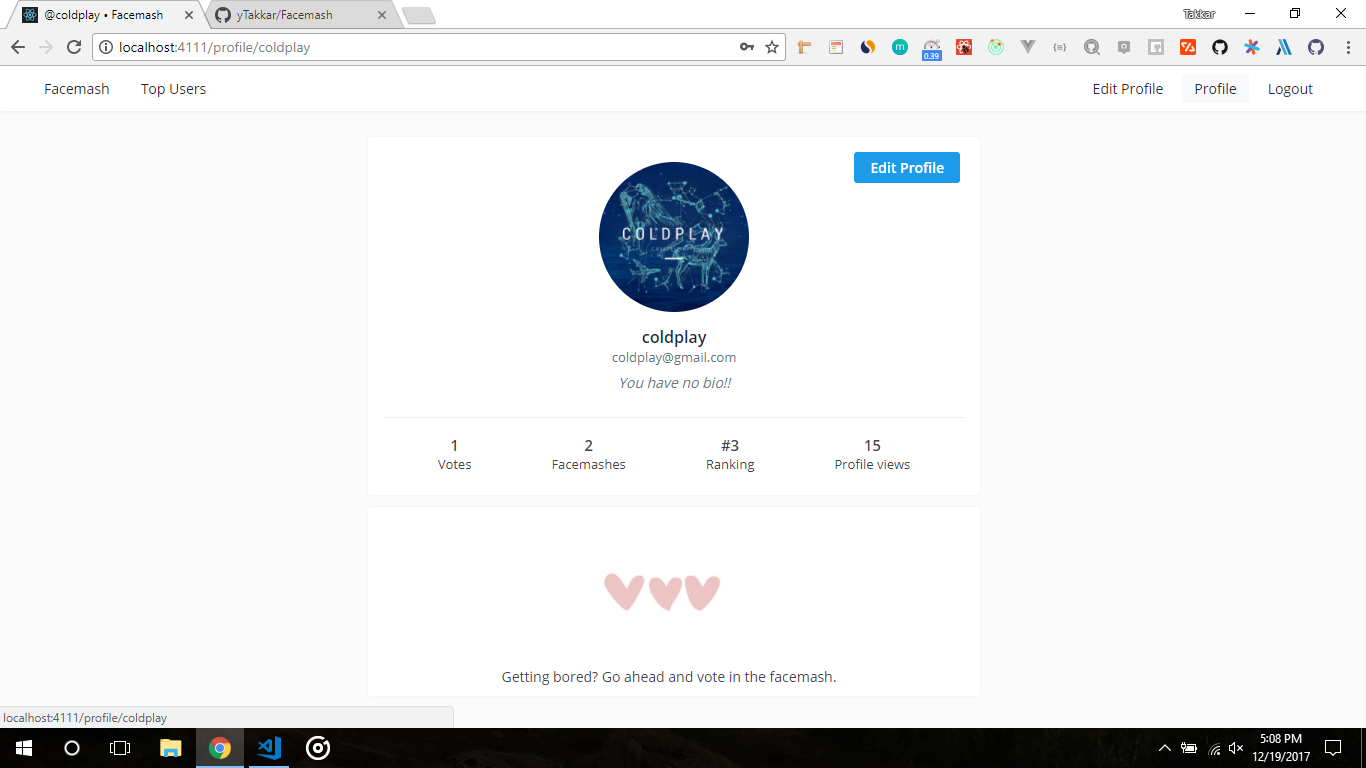 @coldplay • Facemash
yTakkar/Facemash
Takkar
localhost:4111/profile/coldplay
m
0.39
Facemash
Top Users
Edit Profile
Profile
Logout
Edit Profile
COLDPLAY
coldplay
coldplay@gmail.com
You have no bio!!
1
Votes
2
Facemashes
#3
Ranking
15
Profile views
Getting bored? Go ahead and vote in the facemash.
localhost:4111/profile/coldplay
5:08 PM
12/19/2017